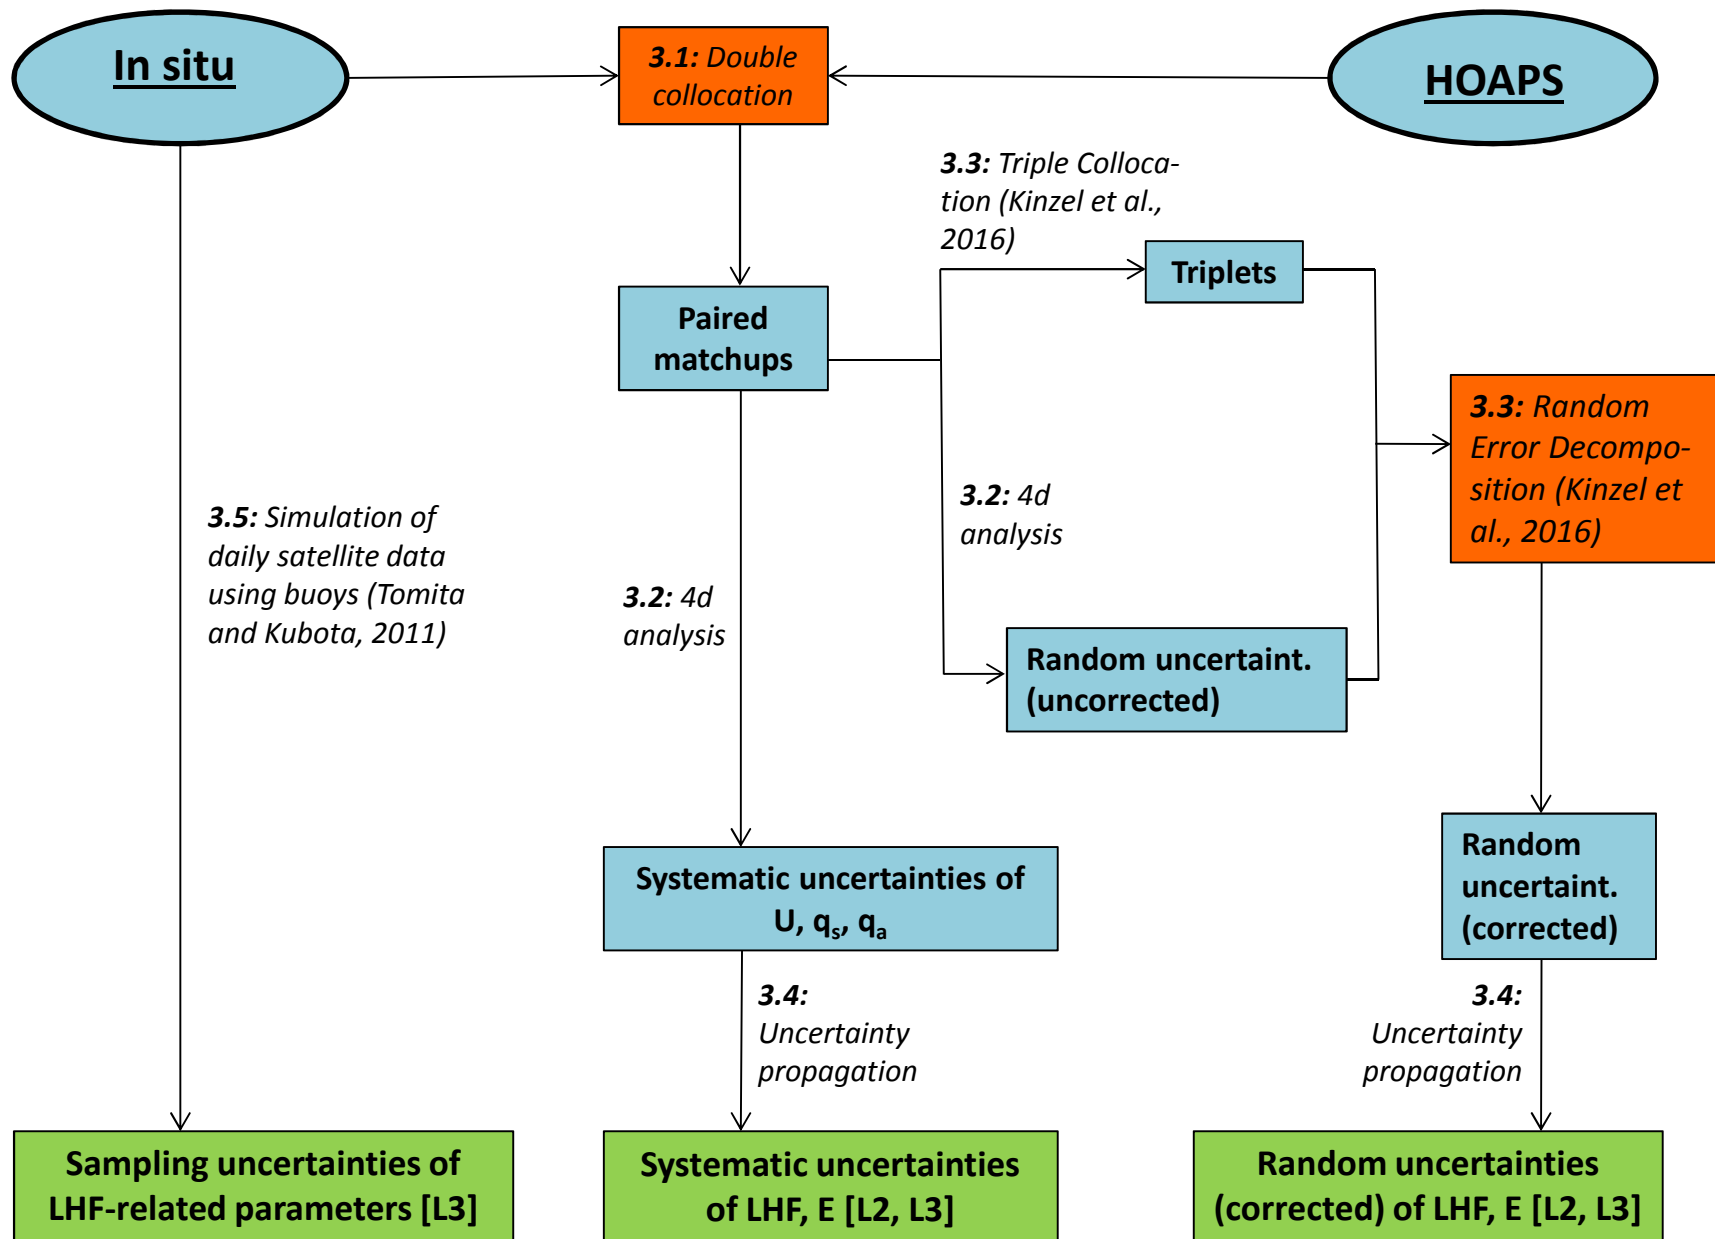 In situ
3.1: Double
collocation
HOAPS
3.3: Triple Colloca-
tion (Kinzel et al.,
2016)
Triplets
Paired
matchups
3.3: Random
Error Decompo-
sition (Kinzel et
al., 2016)
3.5: Simulation of
daily satellite data
using buoys (Tomita
and Kubota, 2011)
3.2: 4d
analysis
3.2: 4d
analysis
Random uncertaint.
(uncorrected)
Systematic uncertainties of
U, qs, qa
Random
uncertaint.
(corrected)
3.4:
Uncertainty
propagation
3.4:
Uncertainty
propagation
Sampling uncertainties of
LHF-related parameters [L3]
Systematic uncertainties
of LHF, E [L2, L3]
Random uncertainties
(corrected) of LHF, E [L2, L3]